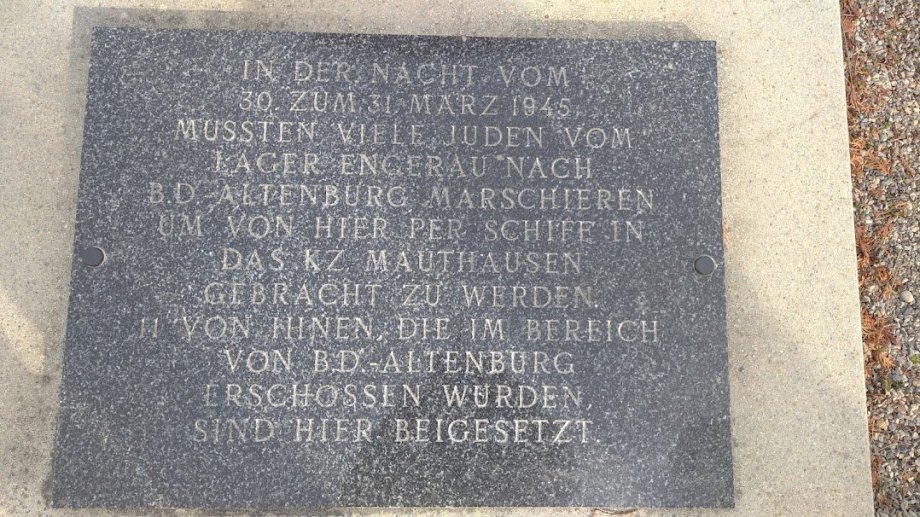 IN DER NACHT VOM
30. ZUM 31. MÄRZ 1945
MUSSTEN VIELE JUDEN VOM
LAGER ENGERAU NACH
B.D.-ALTENBURG MARSCHIEREN
UM VON HIER PER SCHIFF IN
DAS KZ. MAUTHAUSEN
GEBRACHT ZU WERDEN.
11 VON IHNEN, DIE IM BEREICH
VON B.D.-ALTENBURG
ERSCHOSSEN WURDEN,
SIND HIER BEIGESETZT.